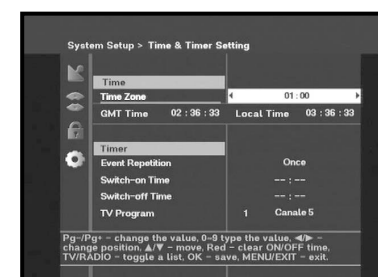 System Setup > Time & Timer Setting
Time
Time Zone 01:00
GMT Time 02 : 36 : 33 Local Time 03 : 36 : 33
Timer
Event Repetition Once
Switch-on Time -- : --
Switch-off Time -- : --
TV Program 1 Canale 5
Pg-/Pg+ - change the value, 0-9 type the value, ◀/▶ -
change position, ▲/▼ - move, Red - clear ON/OFF time,
TV/RADIO - toggle a list, OK - save, MENU/EXIT - exit.